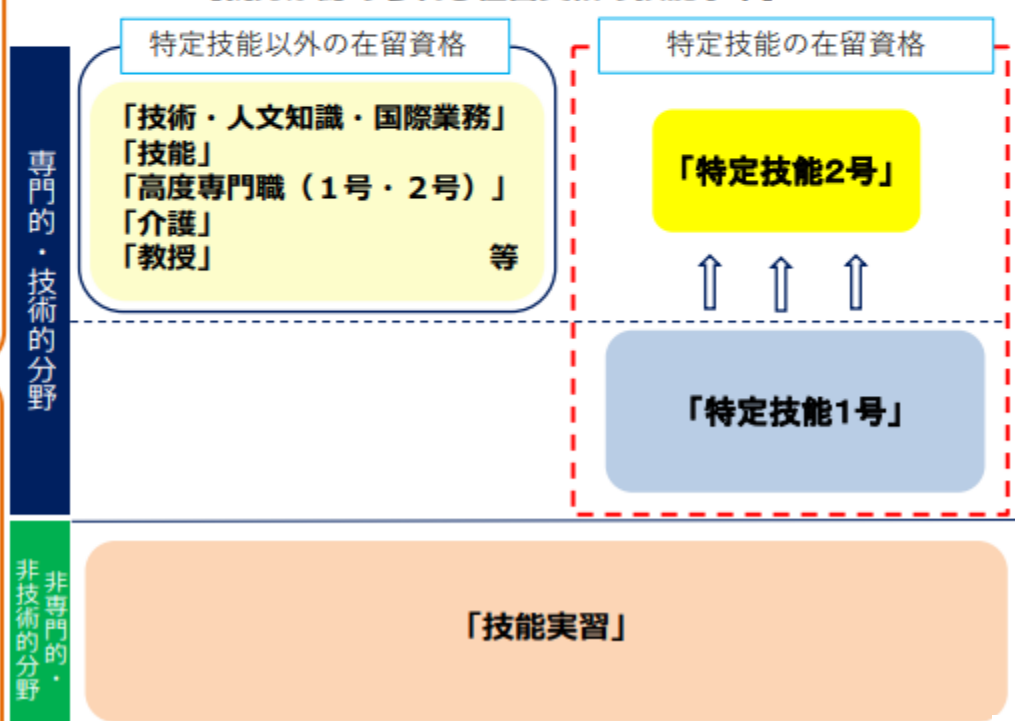 特定技能以外の在留資格
特定技能の在留資格
専門的・技術的分野
「技術・人文知識・国際業務」
「技能」
「高度専門職（１号・２号）」
「介護」
「教授」 等
「特定技能2号」
「特定技能1号」
非専門的・
非技術的分野
「技能実習」